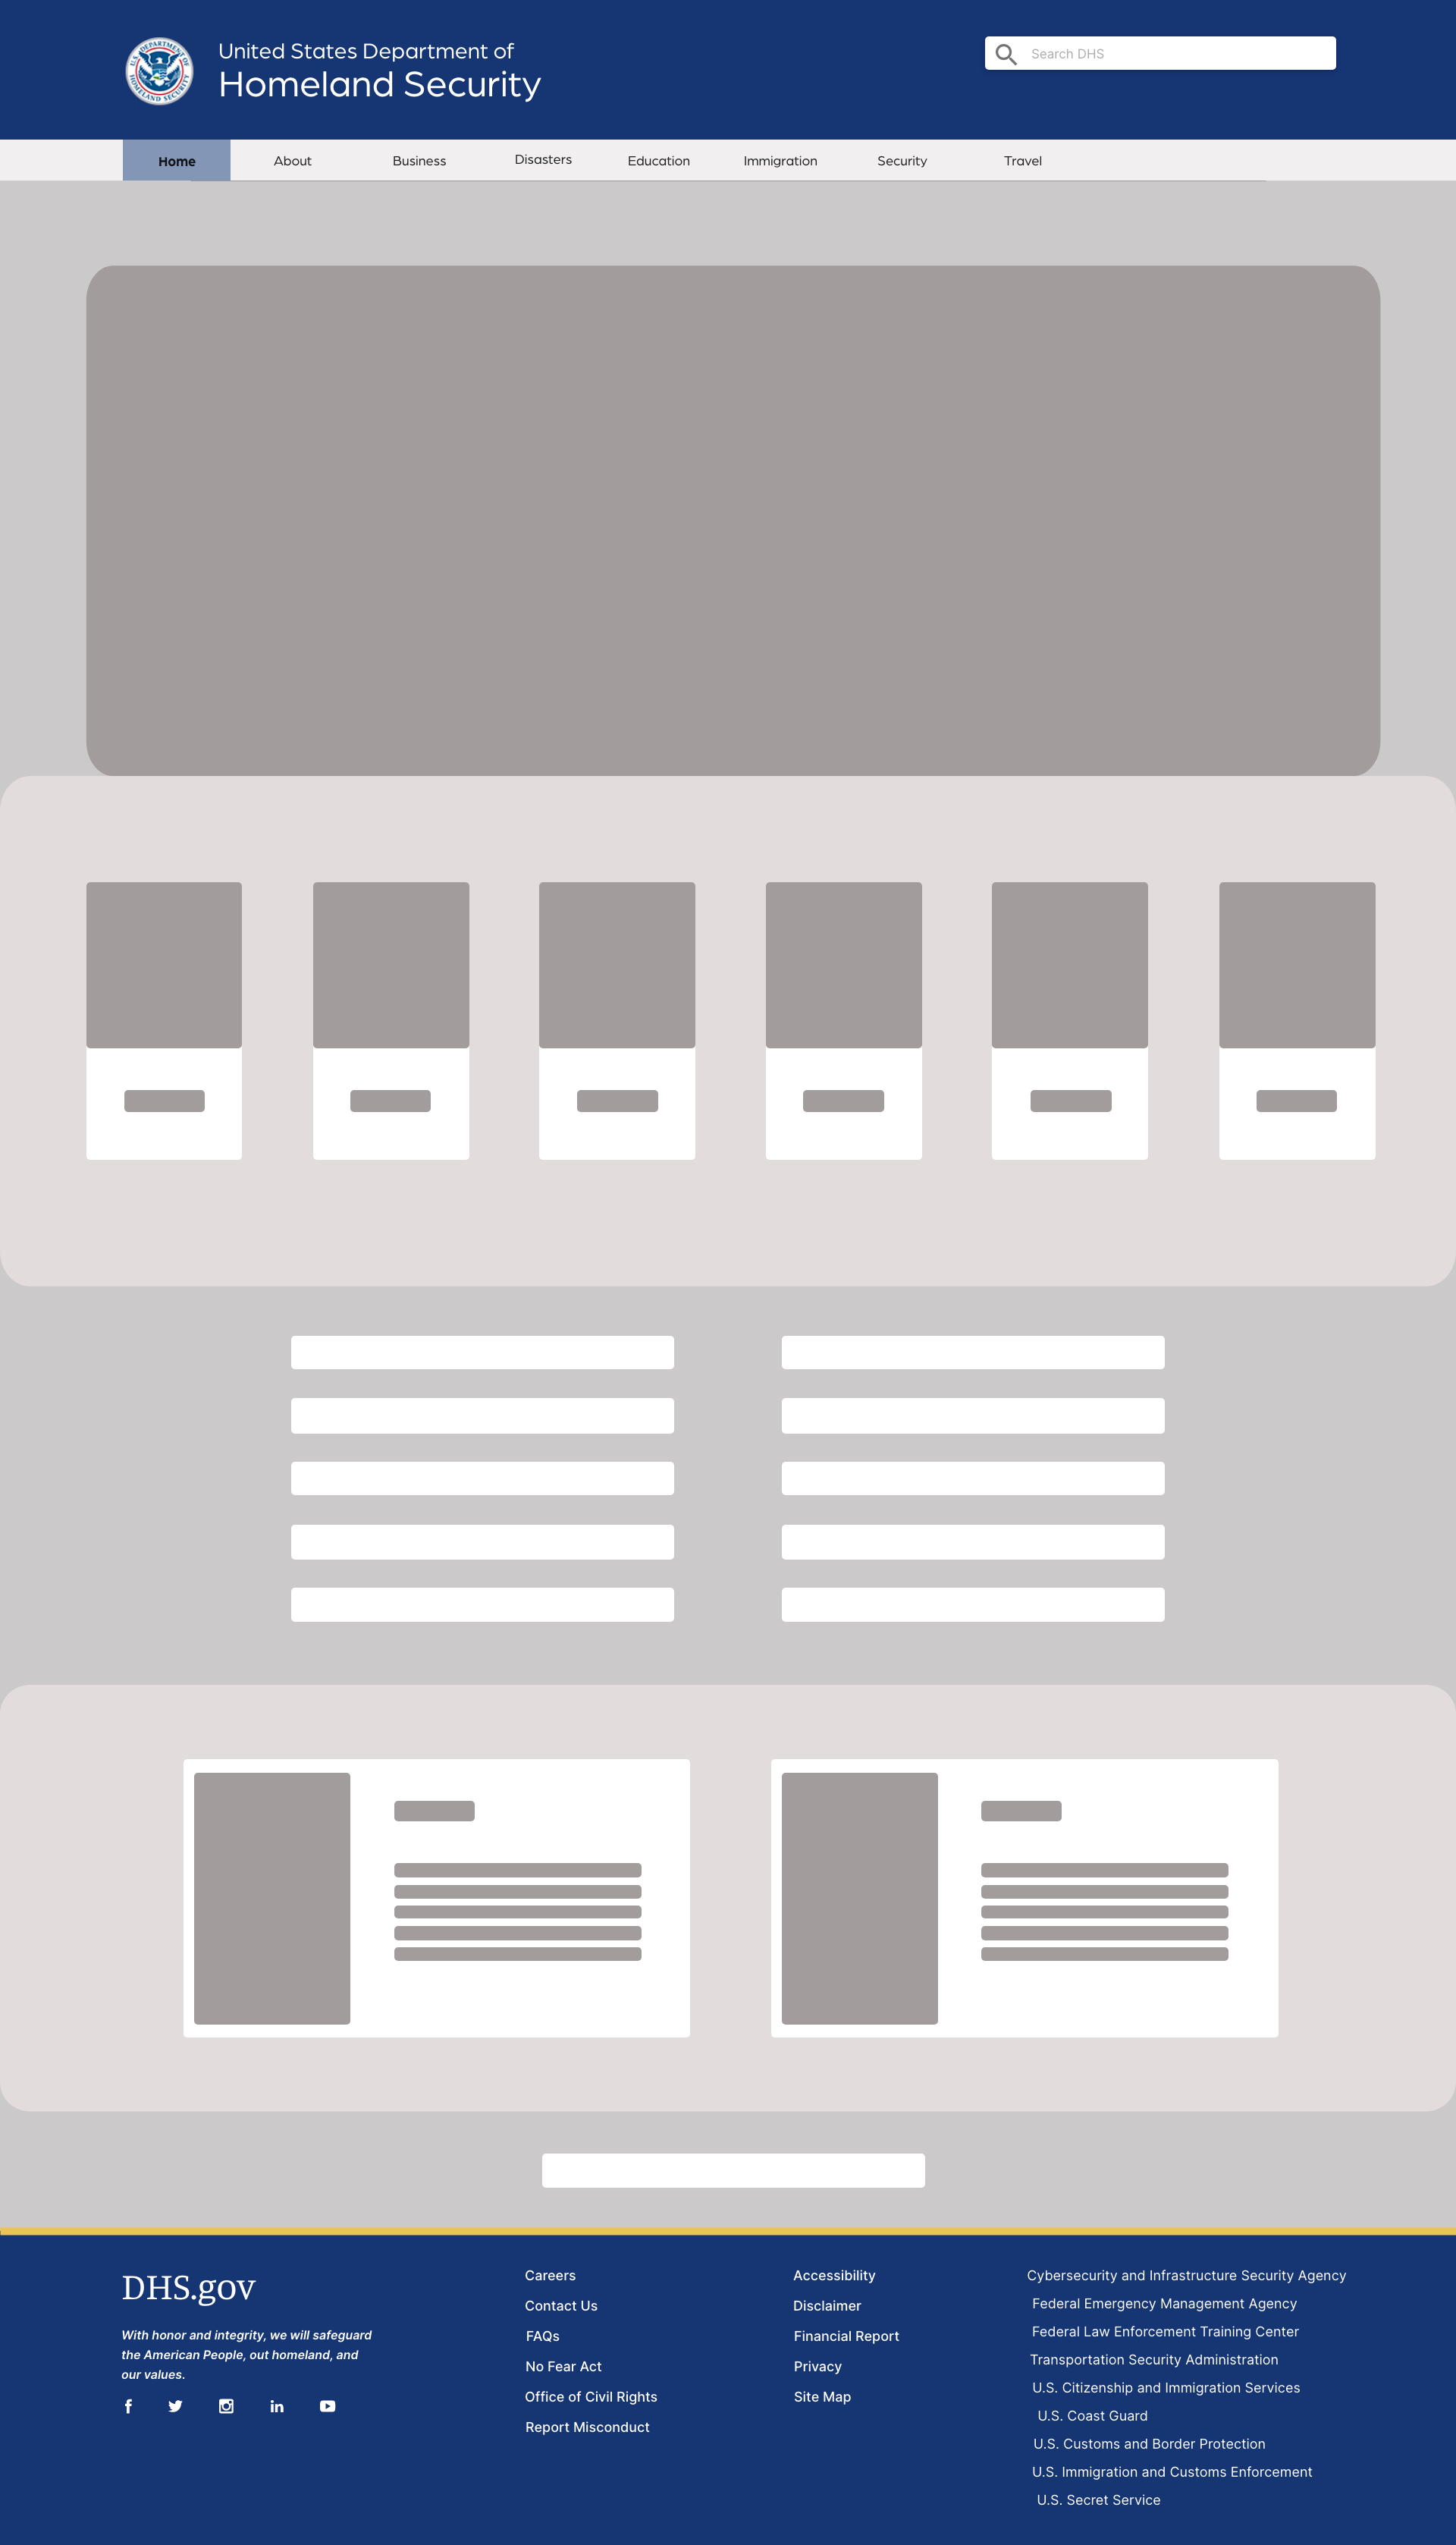 U.S. DEPARTMENT OF
HOMELAND SECURITY
United States Department of
Homeland Security
Search DHS
Home
About
Business
Disasters
Education
Immigration
Security
Travel
DHS.gov
With honor and integrity, we will safeguard
the American People, out homeland, and
our values.
Careers
Contact Us
FAQs
No Fear Act
Office of Civil Rights
Report Misconduct
Accessibility
Disclaimer
Financial Report
Privacy
Site Map
Cybersecurity and Infrastructure Security Agency
Federal Emergency Management Agency
Federal Law Enforcement Training Center
Transportation Security Administration
U.S. Citizenship and Immigration Services
U.S. Coast Guard
U.S. Customs and Border Protection
U.S. Immigration and Customs Enforcement
U.S. Secret Service